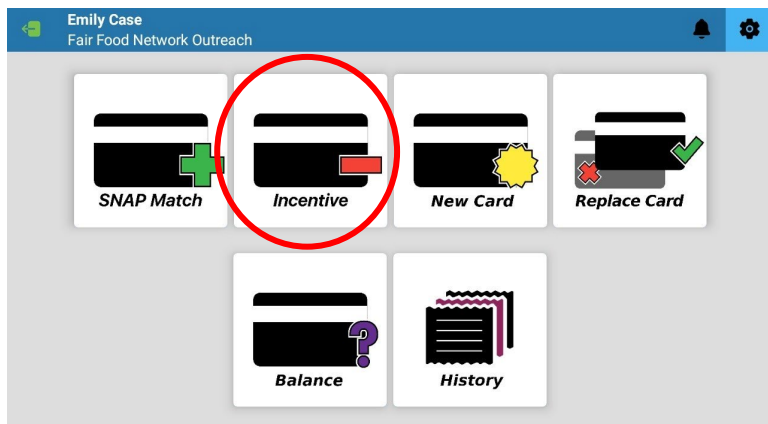 Emily Case
Fair Food Network Outreach
SNAP Match
Incentive
New Card
Replace Card
Balance
History